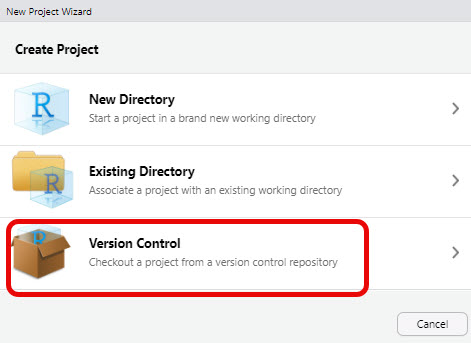 New Project Wizard
Create Project
R
New Directory
Start a project in a brand new working directory
R
Existing Directory
Associate a project with an existing working directory
Version Control
Checkout a project from a version control repository
Cancel